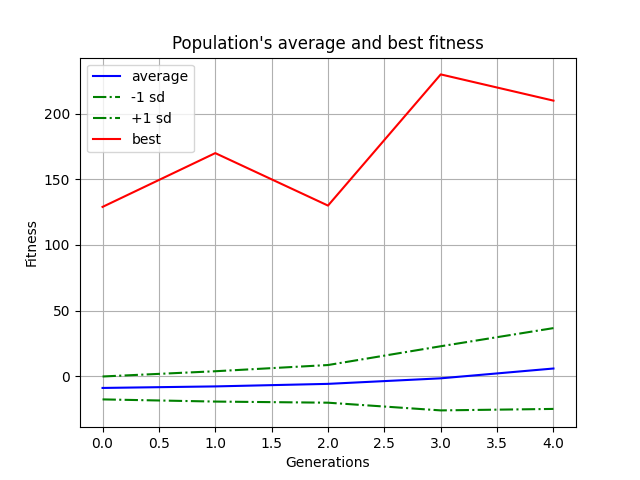 Population's average and best fitness
average
-1 sd
+1 sd
best
Fitness
200
150
100
50
0
0.0 0.5 1.0 1.5 2.0 2.5 3.0 3.5 4.0
Generations